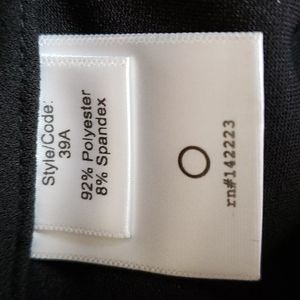 Style/Code:
39A
92% Polyester
8% Spandex
rn#142223